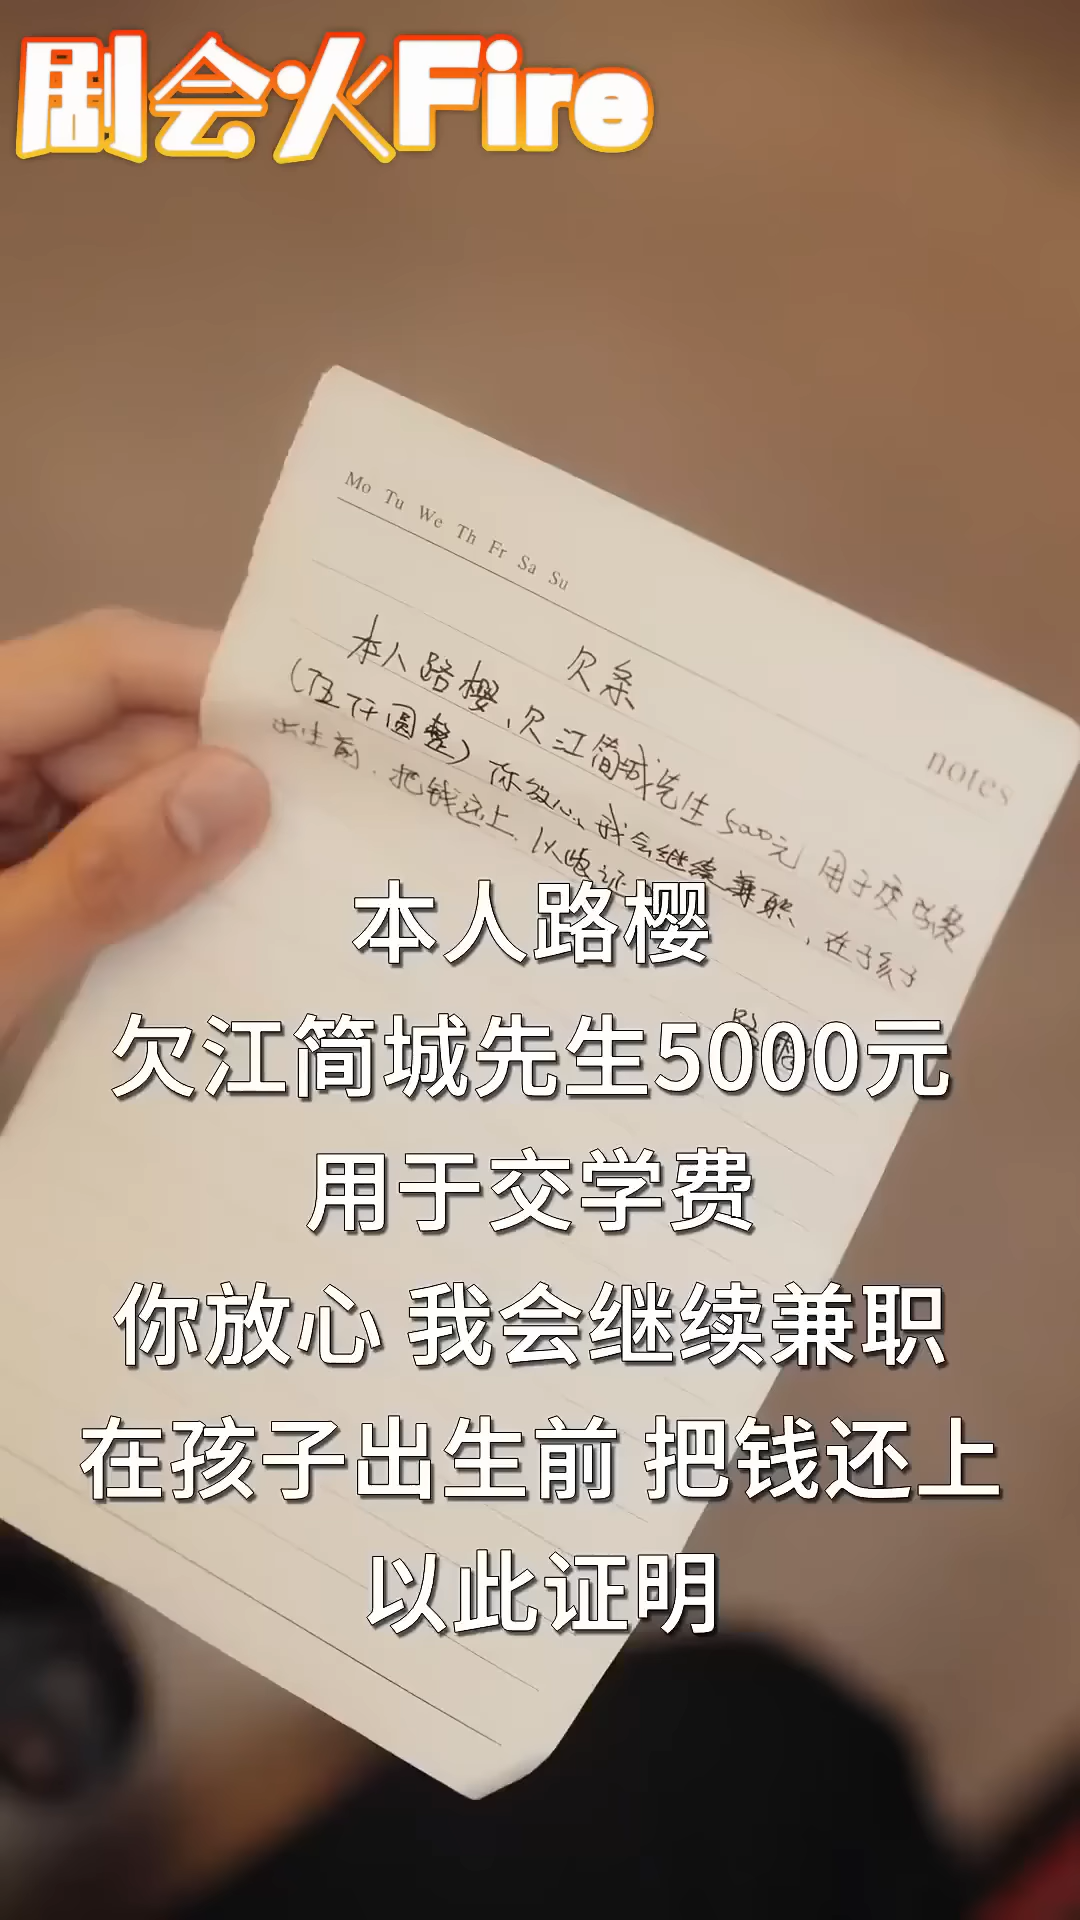 剧会火Fire
Mo Tu We Th Fr Sa Su
notes
欠条
本人路樱、欠江简城先生5000元 用于交学费
(伍仟圆整) 你放心、我会继续兼职,在孩子
出生前.把钱还上.以此证
路樱
本人路樱
欠江简城先生5000元
用于交学费
你放心 我会继续兼职
在孩子出生前 把钱还上
以此证明